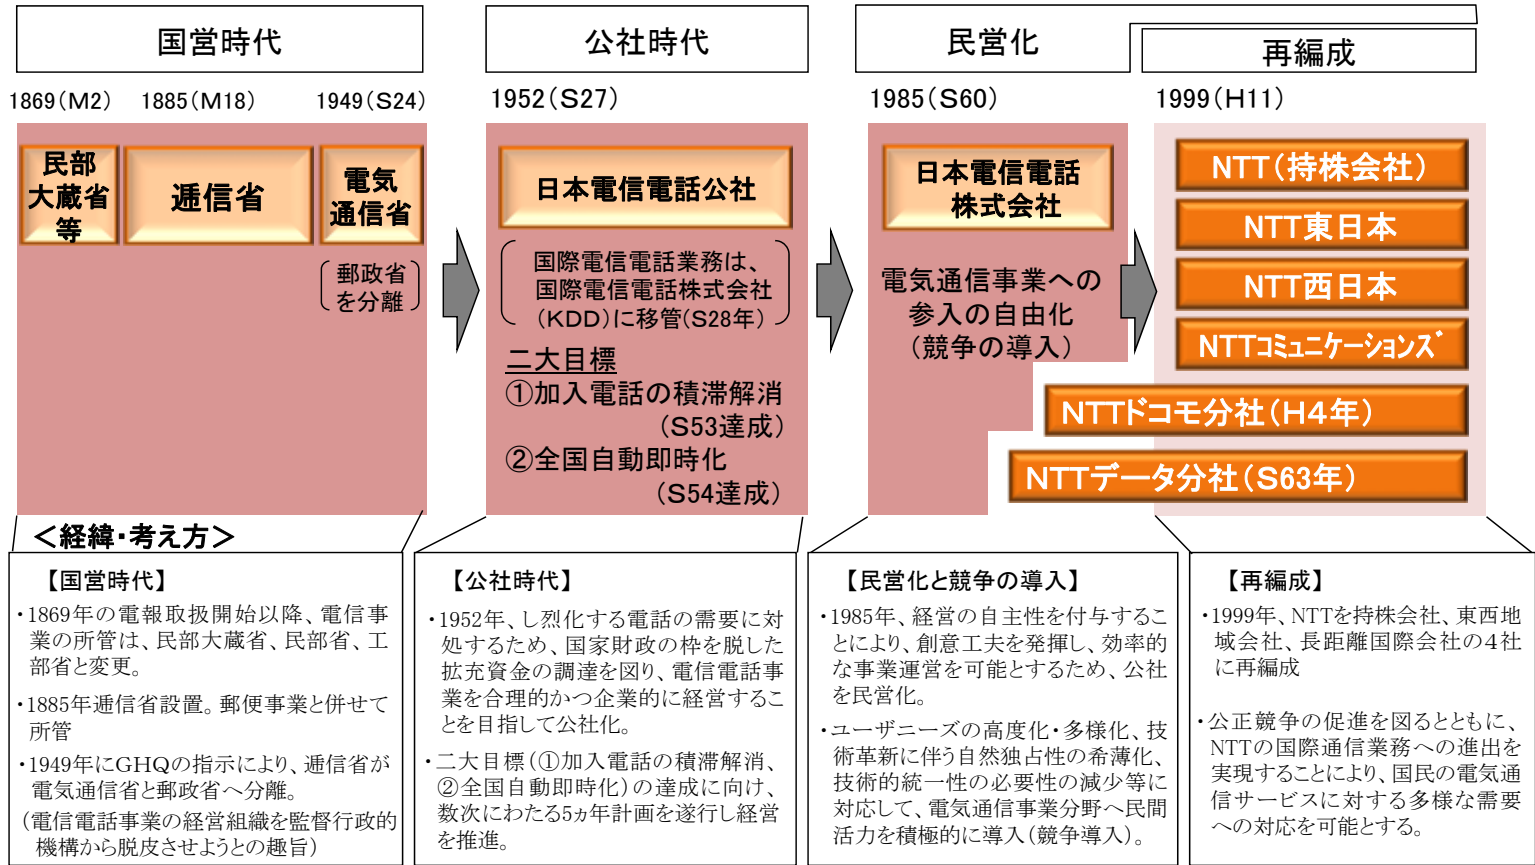 国営時代
公社時代
民営化
再編成
1869(M2)
1885(M18)
1949(S24)
1952(S27)
1985(S60)
1999(H11)
民部
大蔵省
等
逓信省
電気
通信省
郵政省
を分離
日本電信電話公社
国際電信電話業務は、
国際電信電話株式会社
(KDD)に移管(S28年)
二大目標
①加入電話の積滞解消
(S53達成)
②全国自動即時化
(S54達成)
日本電信電話
株式会社
電気通信事業への
参入の自由化
(競争の導入)
NTT(持株会社)
NTT東日本
NTT西日本
NTTコミュニケーションズ
NTTドコモ分社(H4年)
NTTデータ分社(S63年)
<経緯・考え方>
【国営時代】
・1869年の電報取扱開始以降、電信事
業の所管は、民部大蔵省、民部省、工
部省と変更。
・1885年逓信省設置。郵便事業と併せて
所管
・1949年にGHQの指示により、逓信省が
電気通信省と郵政省へ分離。
(電信電話事業の経営組織を監督行政的
機構から脱皮させようとの趣旨)
【公社時代】
・1952年、し烈化する電話の需要に対
処するため、国家財政の枠を脱した
拡充資金の調達を図り、電信電話事
業を合理的かつ企業的に経営するこ
とを目指して公社化。
・二大目標(①加入電話の積滞解消、
②全国自動即時化)の達成に向け、
数次にわたる5ヵ年計画を遂行し経営
を推進。
【民営化と競争の導入】
・1985年、経営の自主性を付与するこ
とにより、創意工夫を発揮し、効率的
な事業運営を可能とするため、公社
を民営化。
・ユーザニーズの高度化・多様化、技
術革新に伴う自然独占性の希薄化、
技術的統一性の必要性の減少等に
対応して、電気通信事業分野へ民間
活力を積極的に導入(競争導入)。
【再編成】
・1999年、NTTを持株会社、東西地
域会社、長距離国際会社の4社
に再編成
・公正競争の促進を図るとともに、
NTTの国際通信業務への進出を
実現することにより、国民の電気通
信サービスに対する多様な需要
への対応を可能とする。